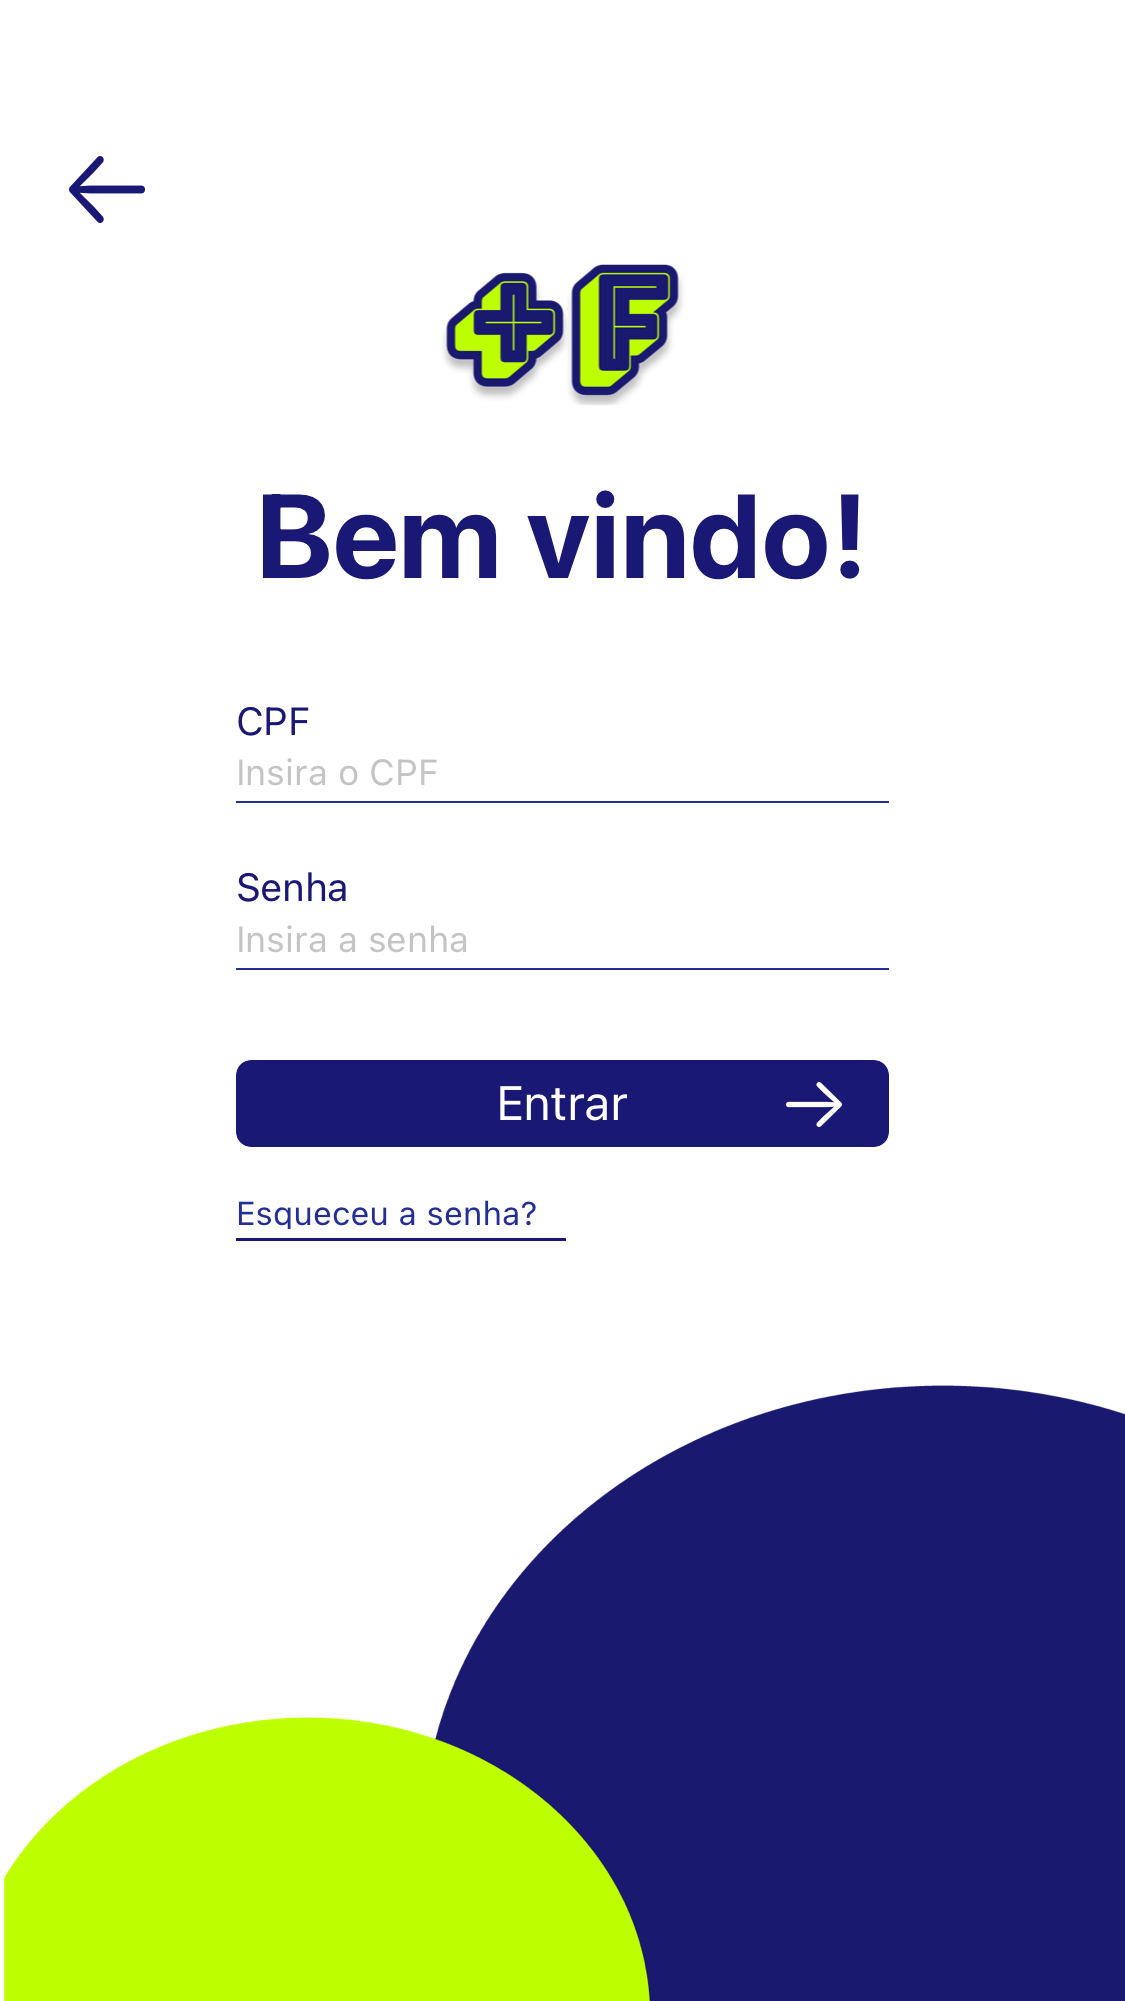 +F
Bem vindo!
CPF
Insira o CPF
Senha
Insira a senha
Entrar
Esqueceu a senha?